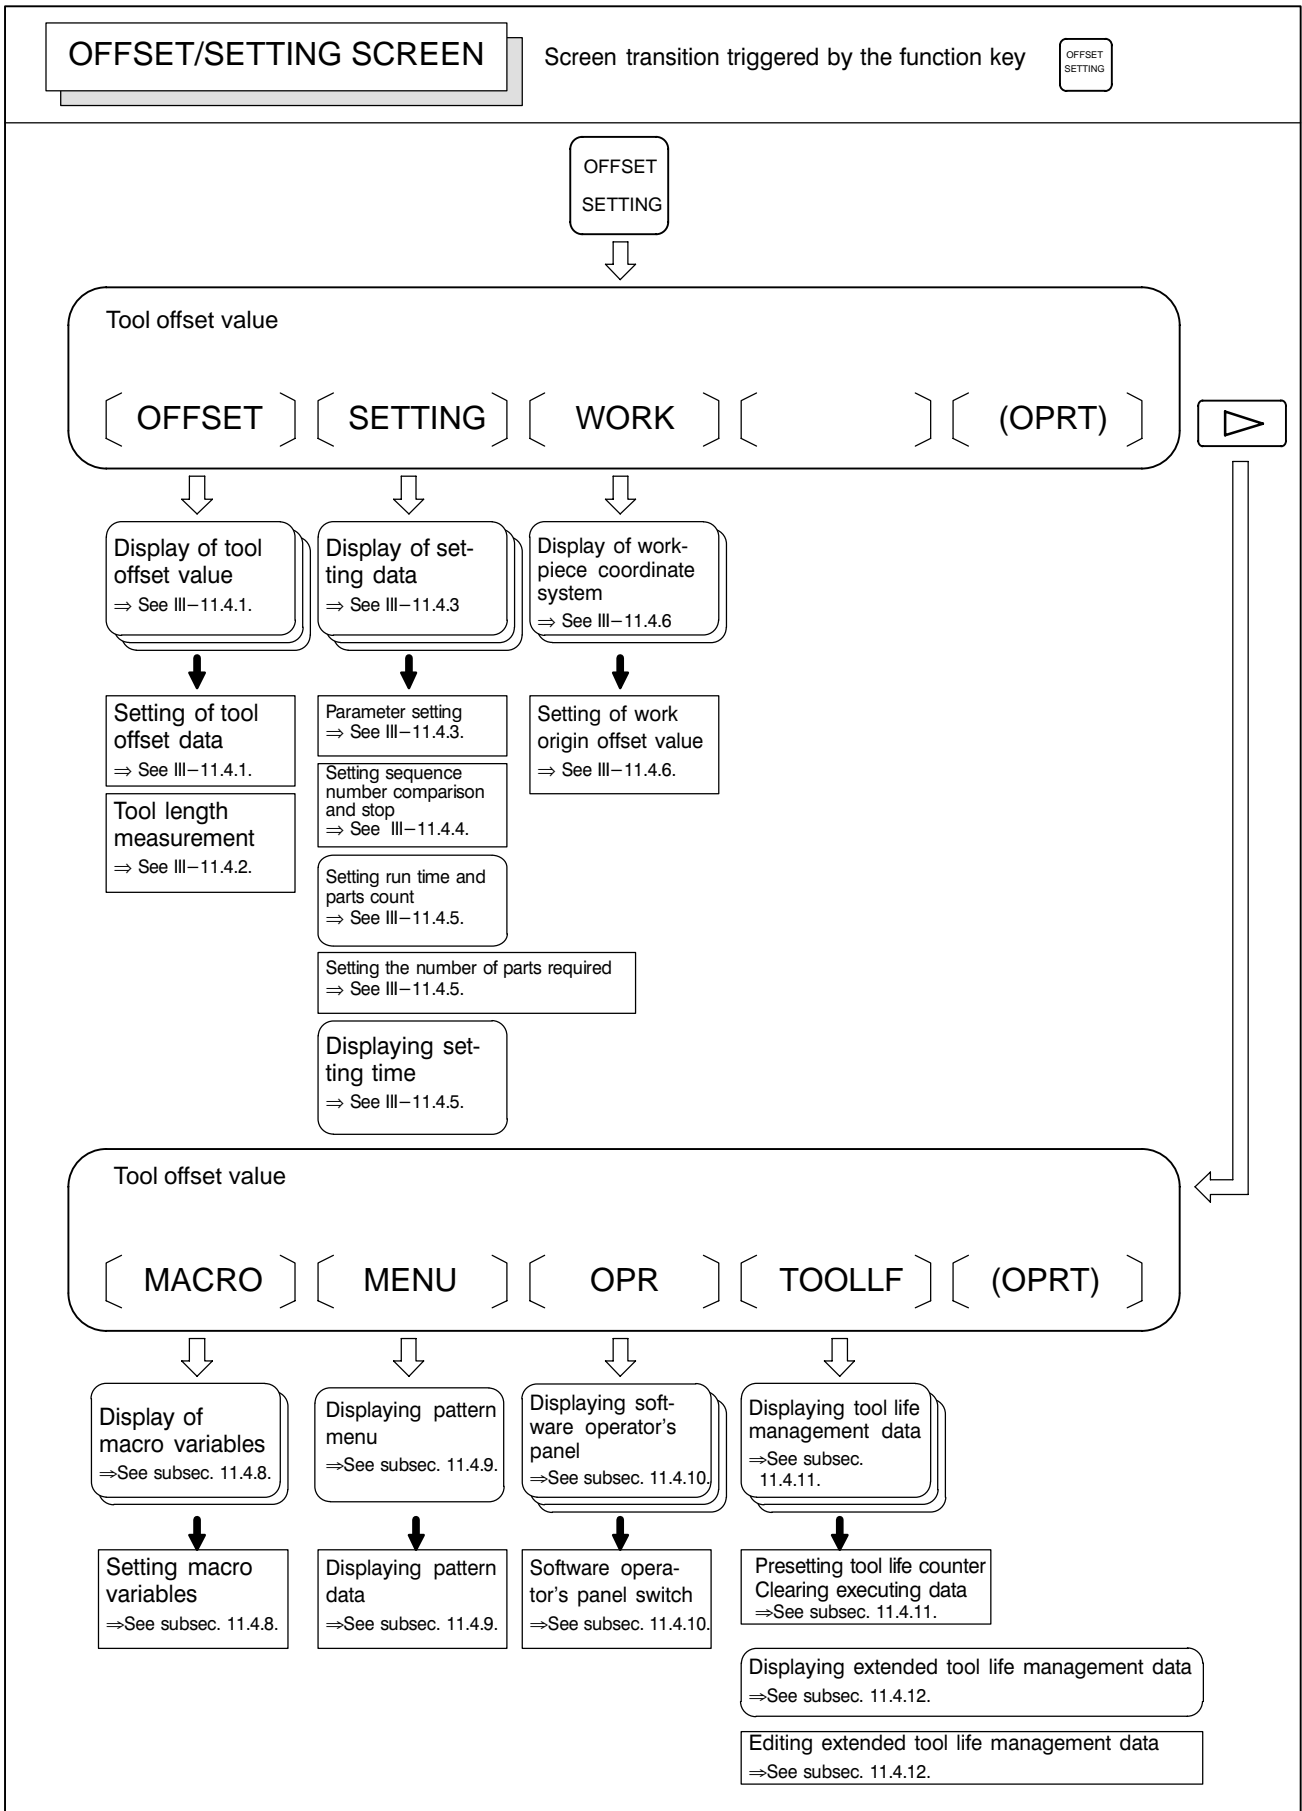 OFFSET/SETTING SCREEN
Screen transition triggered by the function key
OFFSET
SETTING
OFFSET
SETTING
Tool offset value
OFFSET
SETTING
WORK
(OPRT)
Display of tool
offset value
⇒ See III−11.4.1.
Display of set-
ting data
⇒ See III−11.4.3
Display of work-
piece coordinate
system
⇒ See III−11.4.6
Setting of tool
offset data
⇒ See III−11.4.1.
Tool length
measurement
⇒ See III−11.4.2.
Parameter setting
⇒ See III−11.4.3.
Setting sequence
number comparison
and stop
⇒ See III−11.4.4.
Setting run time and
parts count
⇒ See III−11.4.5.
Setting the number of parts required
⇒ See III−11.4.5.
Displaying set-
ting time
⇒ See III−11.4.5.
Setting of work
origin offset value
⇒ See III−11.4.6.
Tool offset value
MACRO
MENU
OPR
TOOLLF
(OPRT)
Display of
macro variables
⇒See subsec. 11.4.8.
Displaying pattern
menu
⇒See subsec. 11.4.9.
Displaying soft-
ware operator's
panel
⇒See subsec. 11.4.10.
Displaying tool life
management data
⇒See subsec.
11.4.11.
Setting macro
variables
⇒See subsec. 11.4.8.
Displaying pattern
data
⇒See subsec. 11.4.9.
Software opera-
tor's panel switch
⇒See subsec. 11.4.10.
Presetting tool life counter
Clearing executing data
⇒See subsec. 11.4.11.
Displaying extended tool life management data
⇒See subsec. 11.4.12.
Editing extended tool life management data
⇒See subsec. 11.4.12.